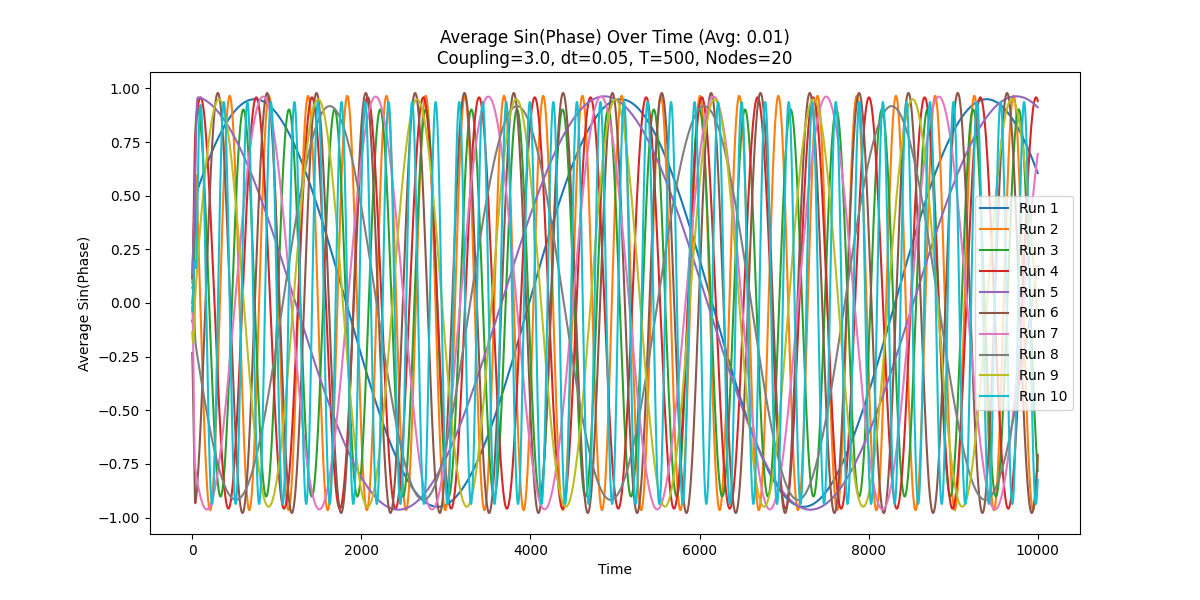 Average Sin(Phase) Over Time (Avg: 0.01)
Coupling=3.0, dt=0.05, T=500, Nodes=20
1.00
0.75
0.50
0.25
0.00
−0.25
−0.50
−0.75
−1.00
Average Sin(Phase)
Run 1
Run 2
Run 3
Run 4
Run 5
Run 6
Run 7
Run 8
Run 9
Run 10
0 2000 4000 6000 8000 10000
Time